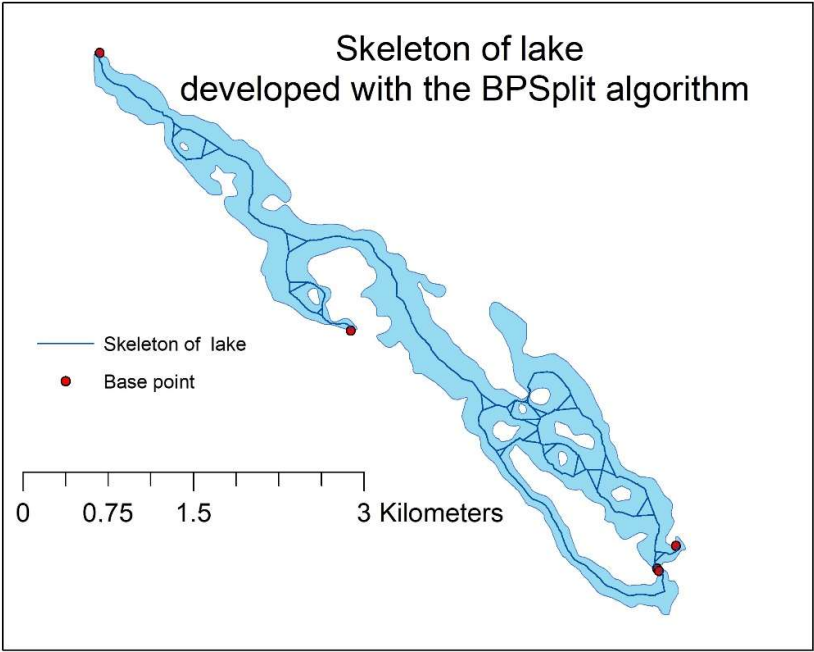 Skeleton of lake
developed with the BPSplit algorithm
Skeleton of lake
Base point
0 0.75 1.5 3 Kilometers